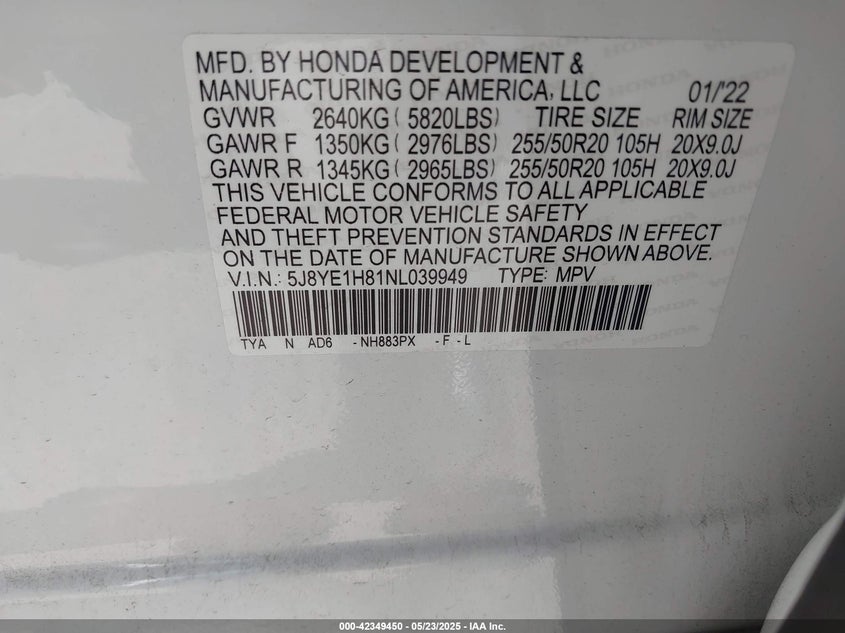 MFD. BY HONDA DEVELOPMENT &
MANUFACTURING OF AMERICA, LLC 01/'22
GVWR 2640KG ( 5820LBS) TIRE SIZE RIM SIZE
GAWR F 1350KG ( 2976LBS) 255/50R20 105H 20X9.0J
GAWR R 1345KG ( 2965LBS) 255/50R20 105H 20X9.0J
THIS VEHICLE CONFORMS TO ALL APPLICABLE
FEDERAL MOTOR VEHICLE SAFETY
AND THEFT PREVENTION STANDARDS IN EFFECT
ON THE DATE OF MANUFACTURE SHOWN ABOVE.
V.I.N.: 5J8YE1H81NL039949 TYPE: MPV
TYA N AD6 -NH883PX -F-L
000-42349450 - 05/23/2025 - IAA Inc.